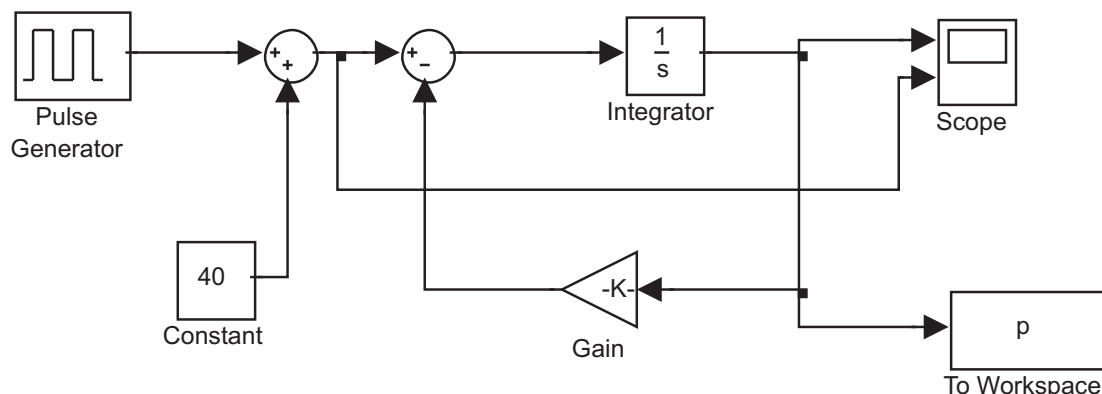 Pulse
Generator
+
+
+
−
1
s
Integrator
Scope
40
Constant
-K-
Gain
p
To Workspace